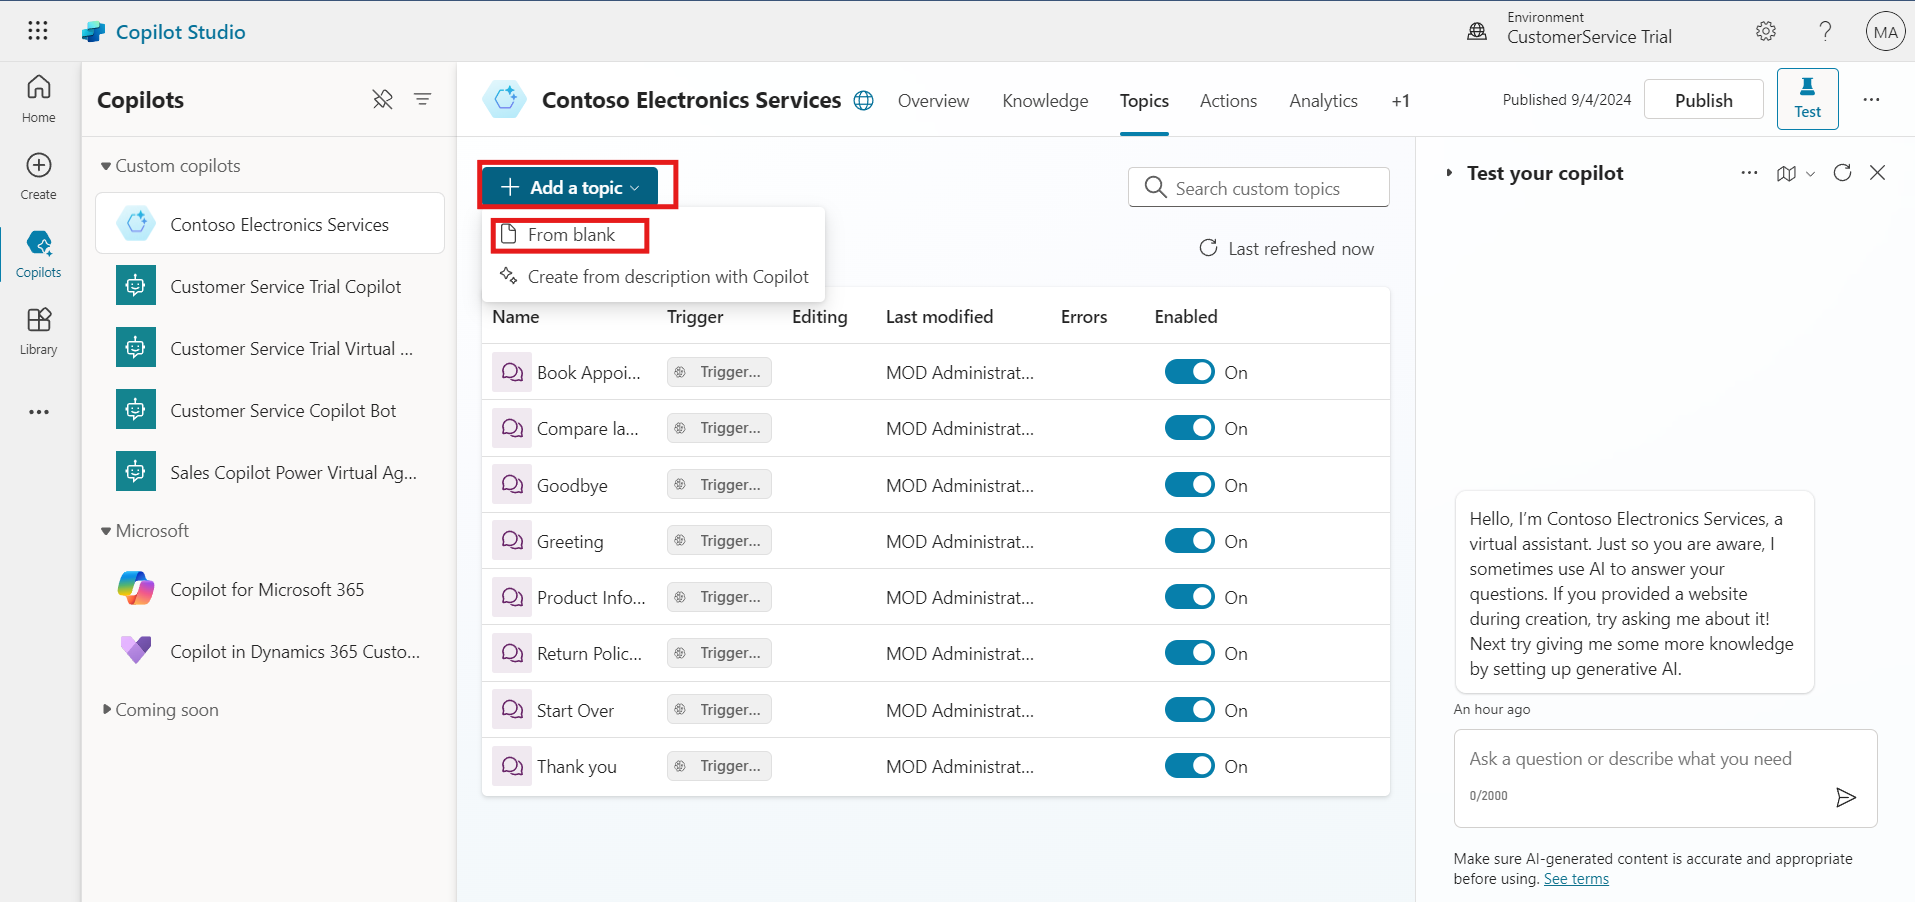 Copilot Studio
Environment
CustomerService Trial
MA
Home
Create
Copilots
Library
Copilots
Custom copilots
Contoso Electronics Services
Customer Service Trial Copilot
Customer Service Trial Virtual ...
Customer Service Copilot Bot
Sales Copilot Power Virtual Ag...
Microsoft
Copilot for Microsoft 365
Copilot in Dynamics 365 Custo...
Coming soon
Contoso Electronics Services
Overview
Knowledge
Topics
Actions
Analytics
+1
Published 9/4/2024
Publish
Test
Add a topic
From blank
Create from description with Copilot
Search custom topics
Last refreshed now
Name Trigger Editing Last modified Errors Enabled
Book Appoi... Trigger... MOD Administrat... On
Compare la... Trigger... MOD Administrat... On
Goodbye Trigger... MOD Administrat... On
Greeting Trigger... MOD Administrat... On
Product Info... Trigger... MOD Administrat... On
Return Polic... Trigger... MOD Administrat... On
Start Over Trigger... MOD Administrat... On
Thank you Trigger... MOD Administrat... On
Test your copilot
Hello, I’m Contoso Electronics Services, a
virtual assistant. Just so you are aware, I
sometimes use AI to answer your
questions. If you provided a website
during creation, try asking me about it!
Next try giving me some more knowledge
by setting up generative AI.
An hour ago
Ask a question or describe what you need
0/2000
Make sure AI-generated content is accurate and appropriate
before using. See terms